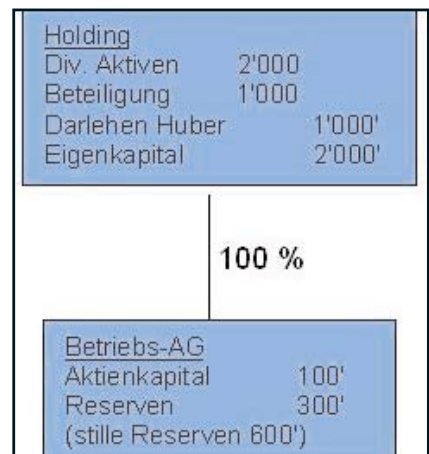 Holding
Div. Aktiven 2'000
Beteiligung 1'000
Darlehen Huber 1'000'
Eigenkapital 2'000'
100 %
Betriebs-AG
Aktienkapital 100'
Reserven 300'
(stille Reserven 600')